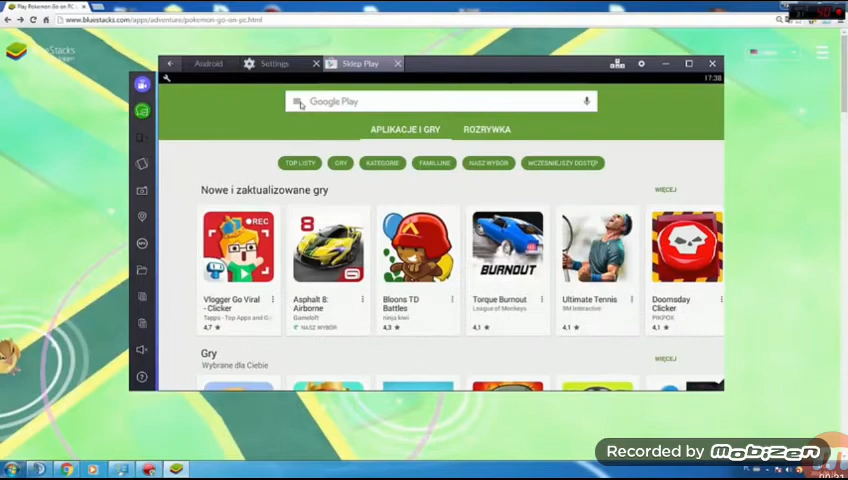 Play Pokemon Go on PC
www.bluestacks.com/apps/adventure/pokemon-go-on-pc.html
Android
Settings
Sklep Play
17:38
Google Play
APLIKACJE I GRY
ROZRYWKA
TOP LISTY
GRY
KATEGORIE
FAMILIJNE
NASZ WYBÓR
WCZEŚNIEJSZY DOSTĘP
Nowe i zaktualizowane gry
WIĘCEJ
REC
8
BURNOUT
Vlogger Go Viral
- Clicker
Tapps - Top Apps and G
4,7 ★
Asphalt 8:
Airborne
Gameloft
NASZ WYBÓR
Bloons TD
Battles
ninja kiwi
4,3 ★
Torque Burnout
League of Monkeys
4,1 ★
Ultimate Tennis
9M Interactive
4,1 ★
Doomsday
Clicker
PIKPOK
4,1 ★
Gry
Wybrane dla Ciebie
WIĘCEJ
Recorded by Mobizen